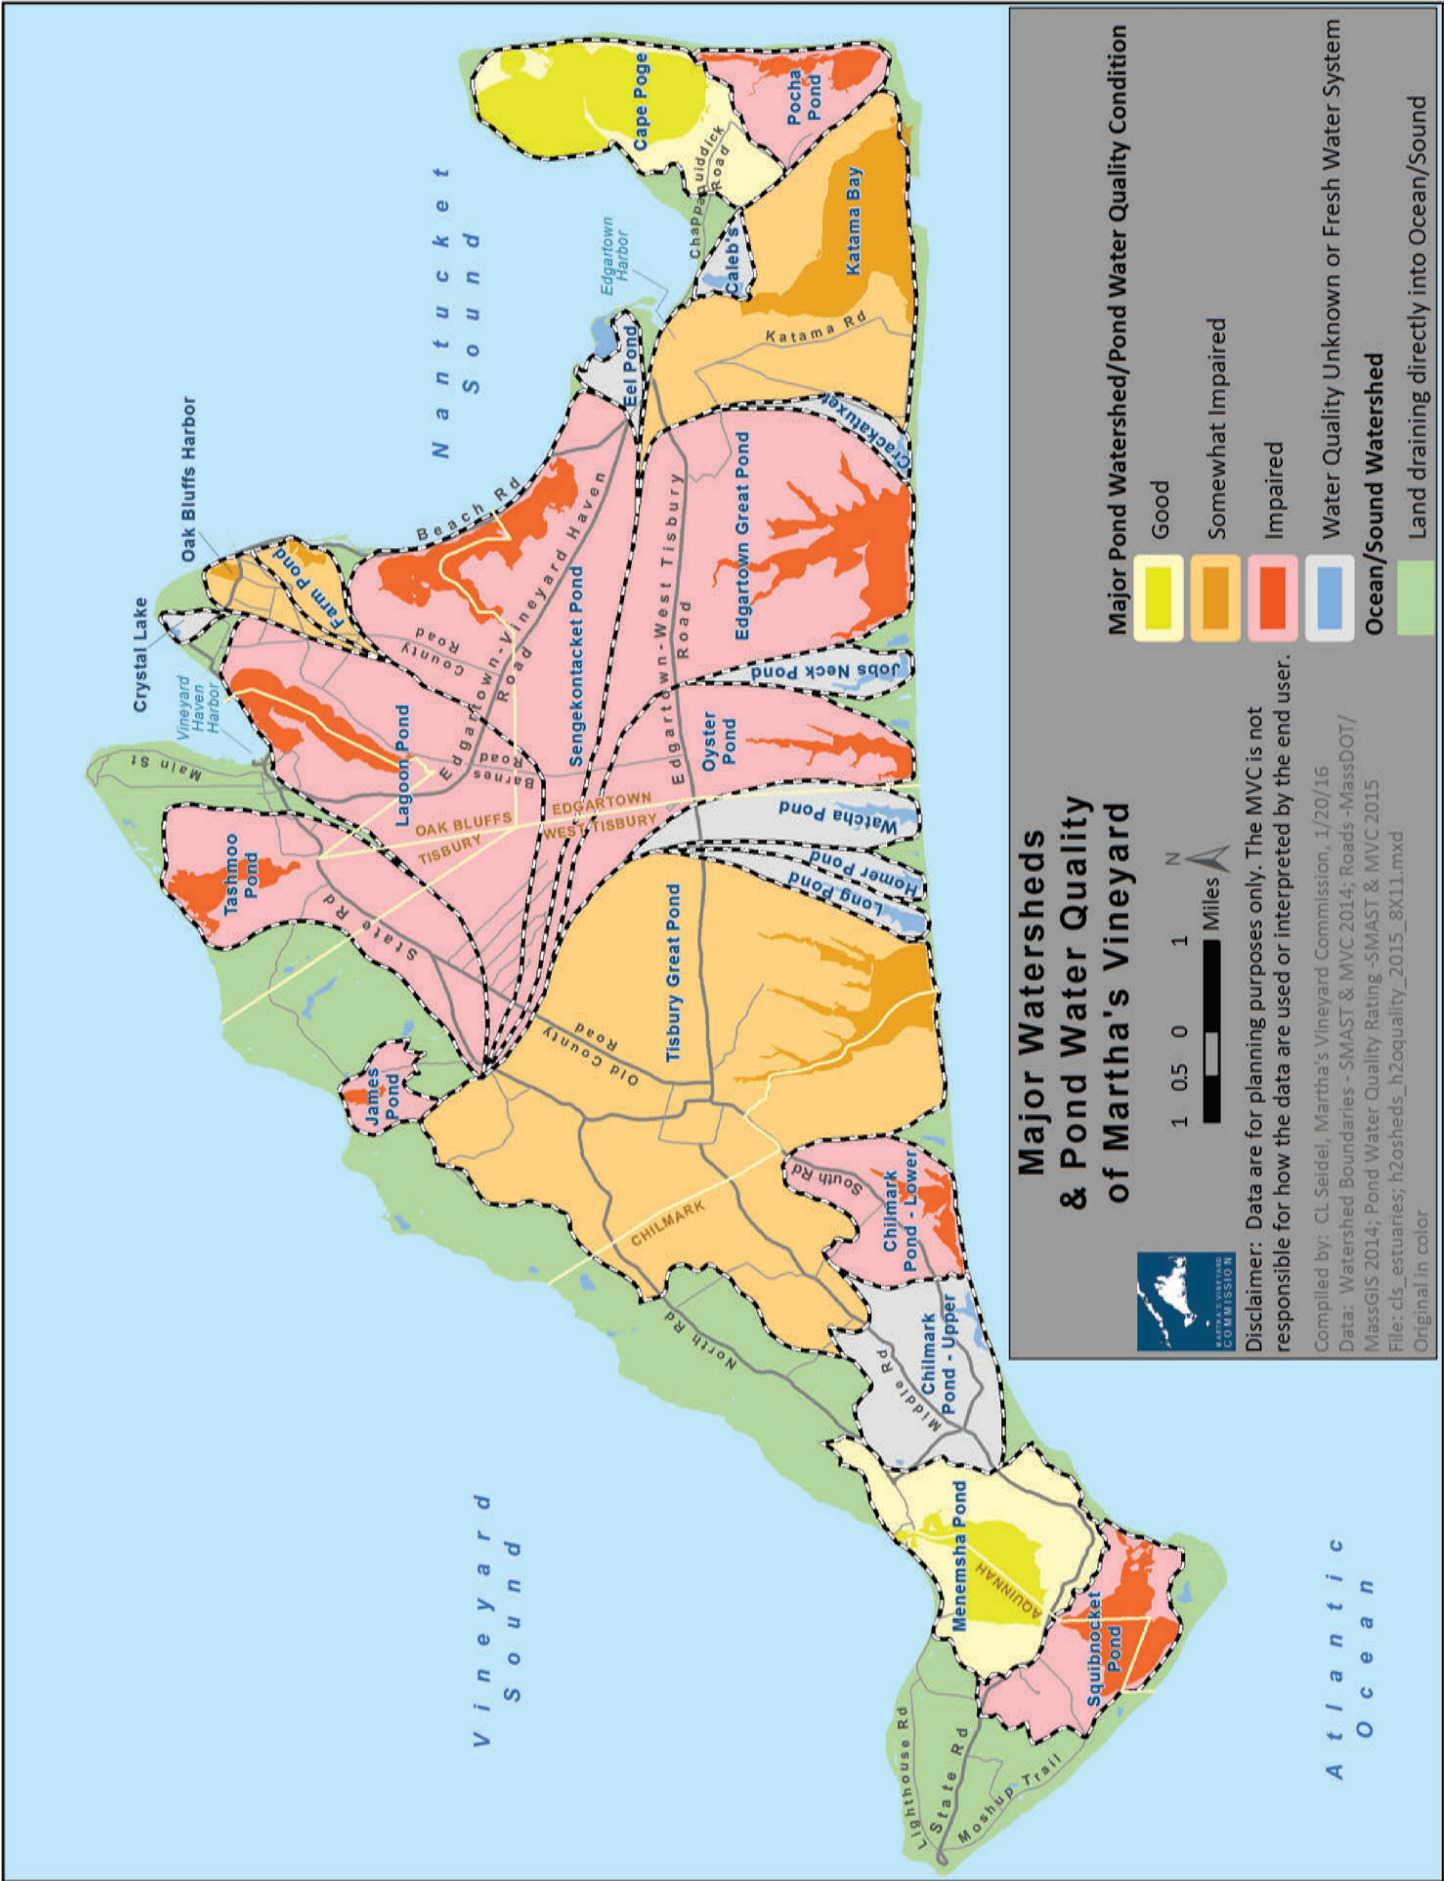 Major Watersheds
& Pond Water Quality
of Martha's Vineyard
N
1 0.5 0 1
Miles
MARTHA'S VINEYARD
COMMISSION
Disclaimer: Data are for planning purposes only. The MVC is not
responsible for how the data are used or interpreted by the end user.
Compiled by: CL Seidel, Martha's Vineyard Commission, 1/20/16
Data: Watershed Boundaries - SMAST & MVC 2014; Roads -MassDOT/
MassGIS 2014; Pond Water Quality Rating -SMAST & MVC 2015
File: cls_estuaries; h2osheds_h2oquality_2015_8X11.mxd
Original in color
Major Pond Watershed/Pond Water Quality Condition
Good
Somewhat Impaired
Impaired
Water Quality Unknown or Fresh Water System
Ocean/Sound Watershed
Land draining directly into Ocean/Sound
Vineyard
Sound
Nantucket
Sound
Atlantic
Ocean
Crystal Lake
Oak Bluffs Harbor
Vineyard
Haven
Harbor
Edgartown
Harbor
Main St
Tashmoo
Pond
Lagoon Pond
Farm Pond
Beach Rd
County
Road
Edgartown-Vineyard Haven
Road
Barnes
Road
Sengekontacket Pond
OAK BLUFFS
TISBURY
EDGARTOWN
WEST TISBURY
State Rd
James
Pond
Old County
Road
Tisbury Great Pond
Edgartown-West Tisbury
Road
Eel Pond
Caleb's
Chappaquiddick
Road
Cape Poge
Pocha
Pond
Katama Bay
Katama Rd
Crackatuxet
Edgartown Great Pond
Jobs Neck Pond
Oyster
Pond
Watcha Pond
Homer Pond
Long Pond
CHILMARK
South Rd
Chilmark
Pond - Lower
Chilmark
Pond - Upper
Middle Rd
North Rd
Menemsha Pond
AQUINNAH
Squibnocket
Pond
Lighthouse Rd
State Rd
Moshup Trail